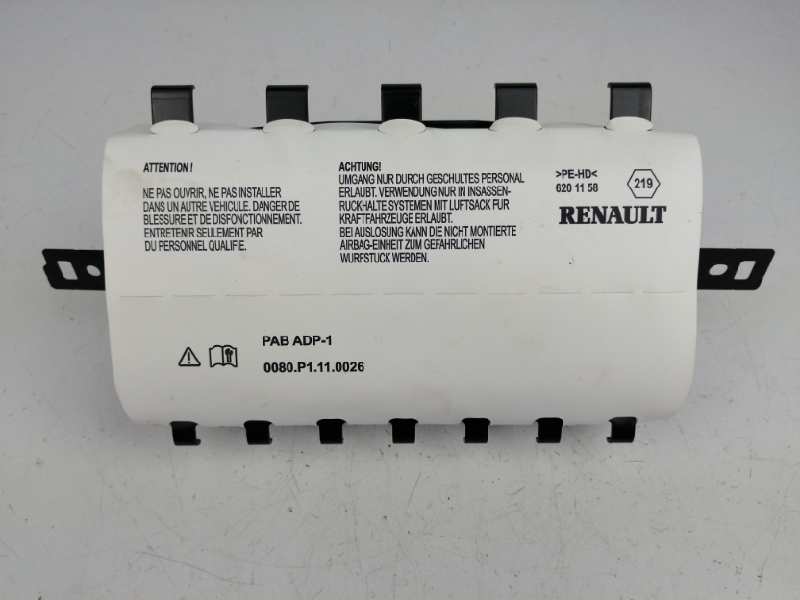 ATTENTION !
NE PAS OUVRIR, NE PAS INSTALLER
DANS UN AUTRE VEHICULE. DANGER DE
BLESSURE ET DE DISFONCTIONNEMENT.
ENTRETENIR SEULEMENT PAR
DU PERSONNEL QUALIFE.
ACHTUNG!
UMGANG NUR DURCH GESCHULTES PERSONAL
ERLAUBT. VERWENDUNG NUR IN INSASSEN-
RUCK-HALTE SYSTEMEN MIT LUFTSACK FUR
KRAFTFAHRZEUGE ERLAUBT.
BEI AUSLOSUNG KANN DIE NICHT MONTIERTE
AIRBAG-EINHEIT ZUM GEFAHRLICHEN
WURFSTUCK WERDEN.
>PE-HD<
620 11 58
219
RENAULT
PAB ADP-1
0080.P1.11.0026